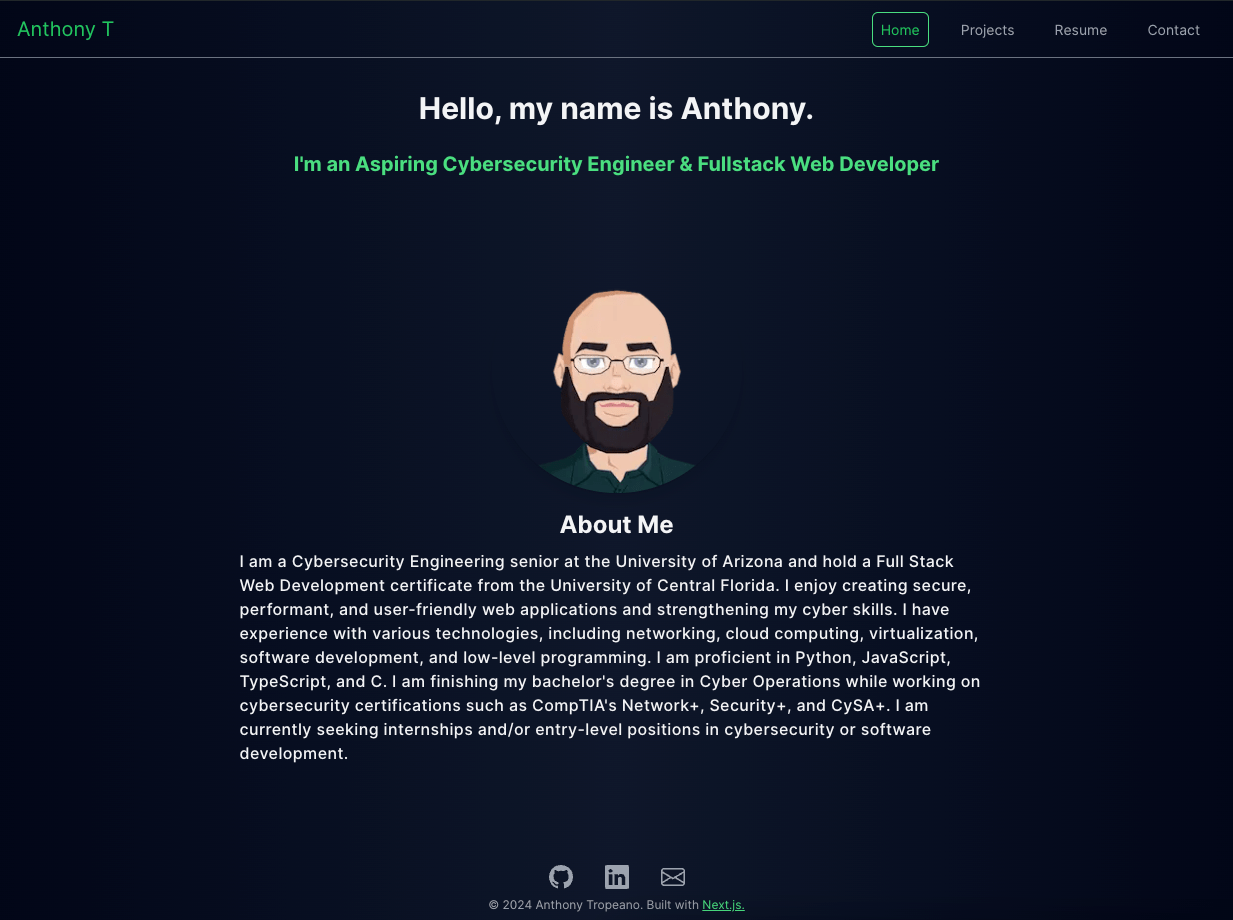 Anthony T
Home
Projects
Resume
Contact
Hello, my name is Anthony.
I'm an Aspiring Cybersecurity Engineer & Fullstack Web Developer
About Me
I am a Cybersecurity Engineering senior at the University of Arizona and hold a Full Stack
Web Development certificate from the University of Central Florida. I enjoy creating secure,
performant, and user-friendly web applications and strengthening my cyber skills. I have
experience with various technologies, including networking, cloud computing, virtualization,
software development, and low-level programming. I am proficient in Python, JavaScript,
TypeScript, and C. I am finishing my bachelor's degree in Cyber Operations while working on
cybersecurity certifications such as CompTIA's Network+, Security+, and CySA+. I am
currently seeking internships and/or entry-level positions in cybersecurity or software
development.
in
© 2024 Anthony Tropeano. Built with Next.js.